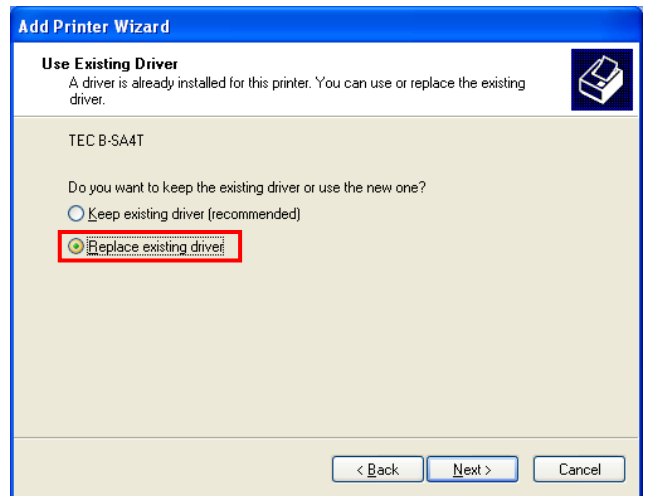 Add Printer Wizard
Use Existing Driver
A driver is already installed for this printer. You can use or replace the existing
driver.
TEC B-SA4T
Do you want to keep the existing driver or use the new one?
Keep existing driver (recommended)
Replace existing driver
< Back
Next >
Cancel